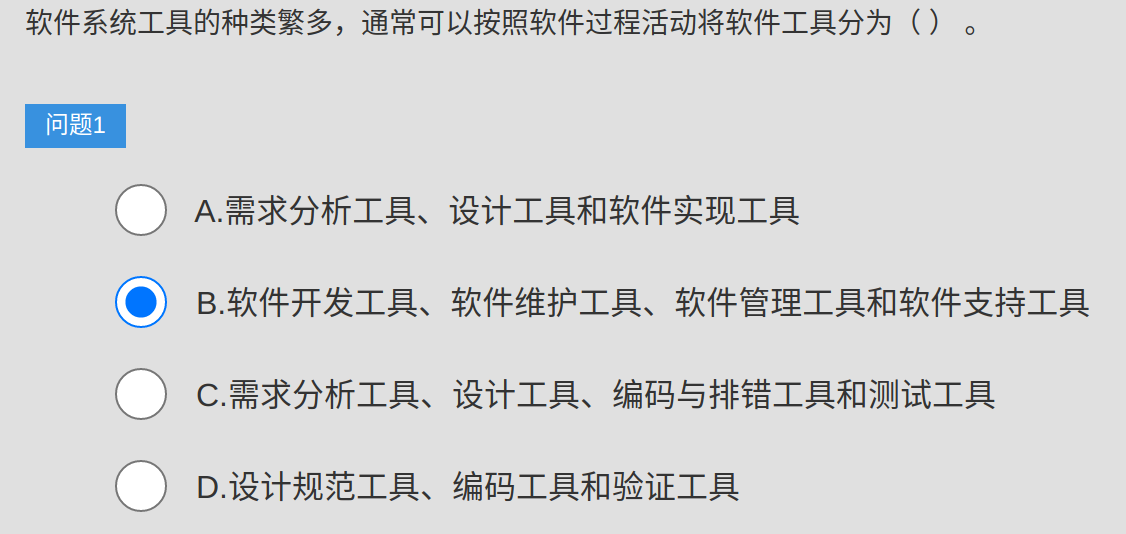 软件系统工具的种类繁多，通常可以按照软件过程活动将软件工具分为（ ） 。
问题1
A.需求分析工具、设计工具和软件实现工具
B.软件开发工具、软件维护工具、软件管理工具和软件支持工具
C.需求分析工具、设计工具、编码与排错工具和测试工具
D.设计规范工具、编码工具和验证工具